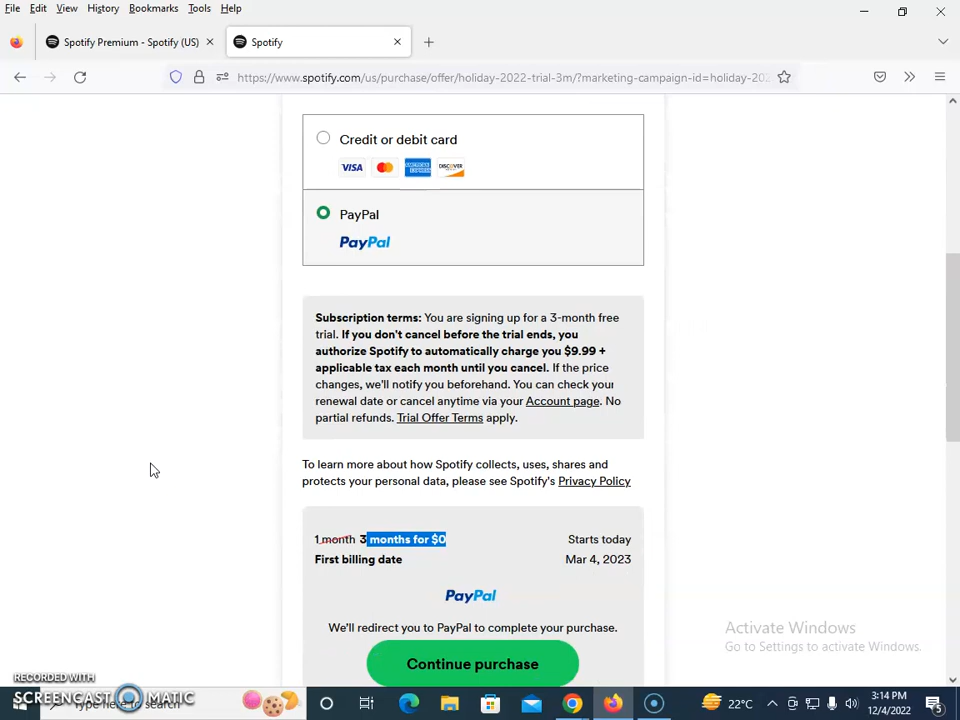 File Edit View History Bookmarks Tools Help
Spotify Premium - Spotify (US)
Spotify
https://www.spotify.com/us/purchase/offer/holiday-2022-trial-3m/?marketing-campaign-id=holiday-202
Credit or debit card
VISA AMERICAN EXPRESS DISCOVER
PayPal
PayPal
Subscription terms: You are signing up for a 3-month free
trial. If you don't cancel before the trial ends, you
authorize Spotify to automatically charge you $9.99 +
applicable tax each month until you cancel. If the price
changes, we'll notify you beforehand. You can check your
renewal date or cancel anytime via your Account page. No
partial refunds. Trial Offer Terms apply.
To learn more about how Spotify collects, uses, shares and
protects your personal data, please see Spotify's Privacy Policy
1 month 3 months for $0 Starts today
First billing date Mar 4, 2023
PayPal
We'll redirect you to PayPal to complete your purchase.
Continue purchase
Activate Windows
Go to Settings to activate Windows.
RECORDED WITH
SCREENCAST MATIC
Type here to search
22°C
3:14 PM
12/4/2022
5